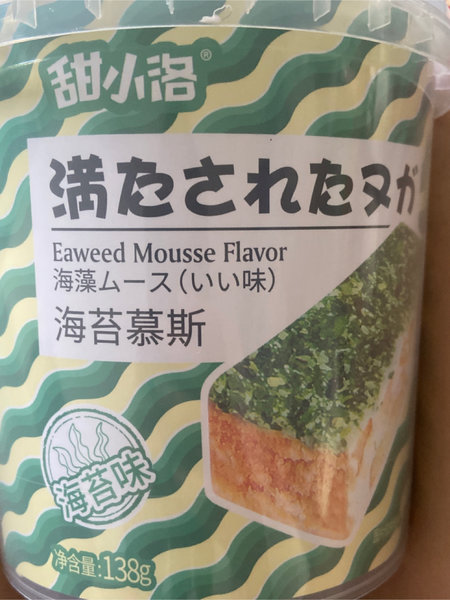 甜小洛®
満たされたヌガ
Eaweed Mousse Flavor
海藻ムース(いい味)
海苔慕斯
海苔味
净含量:138g